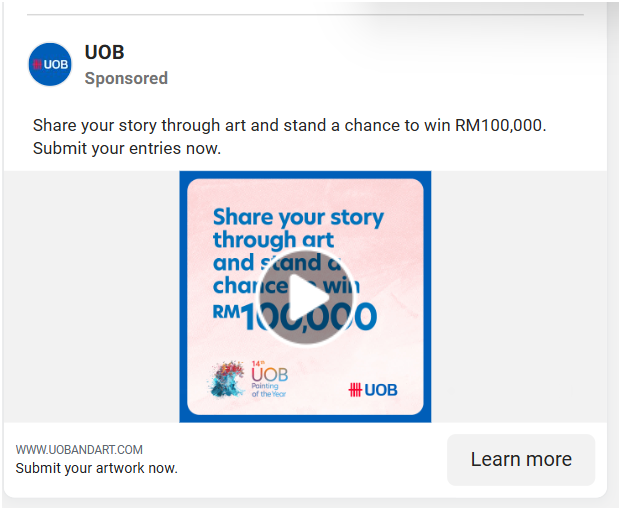 UOB
UOB
Sponsored
Share your story through art and stand a chance to win RM100,000.
Submit your entries now.
Share your story
through art
and stand a
chance to win
RM100,000
14th
UOB
Painting
of the Year
UOB
WWW.UOBANDART.COM
Submit your artwork now.
Learn more